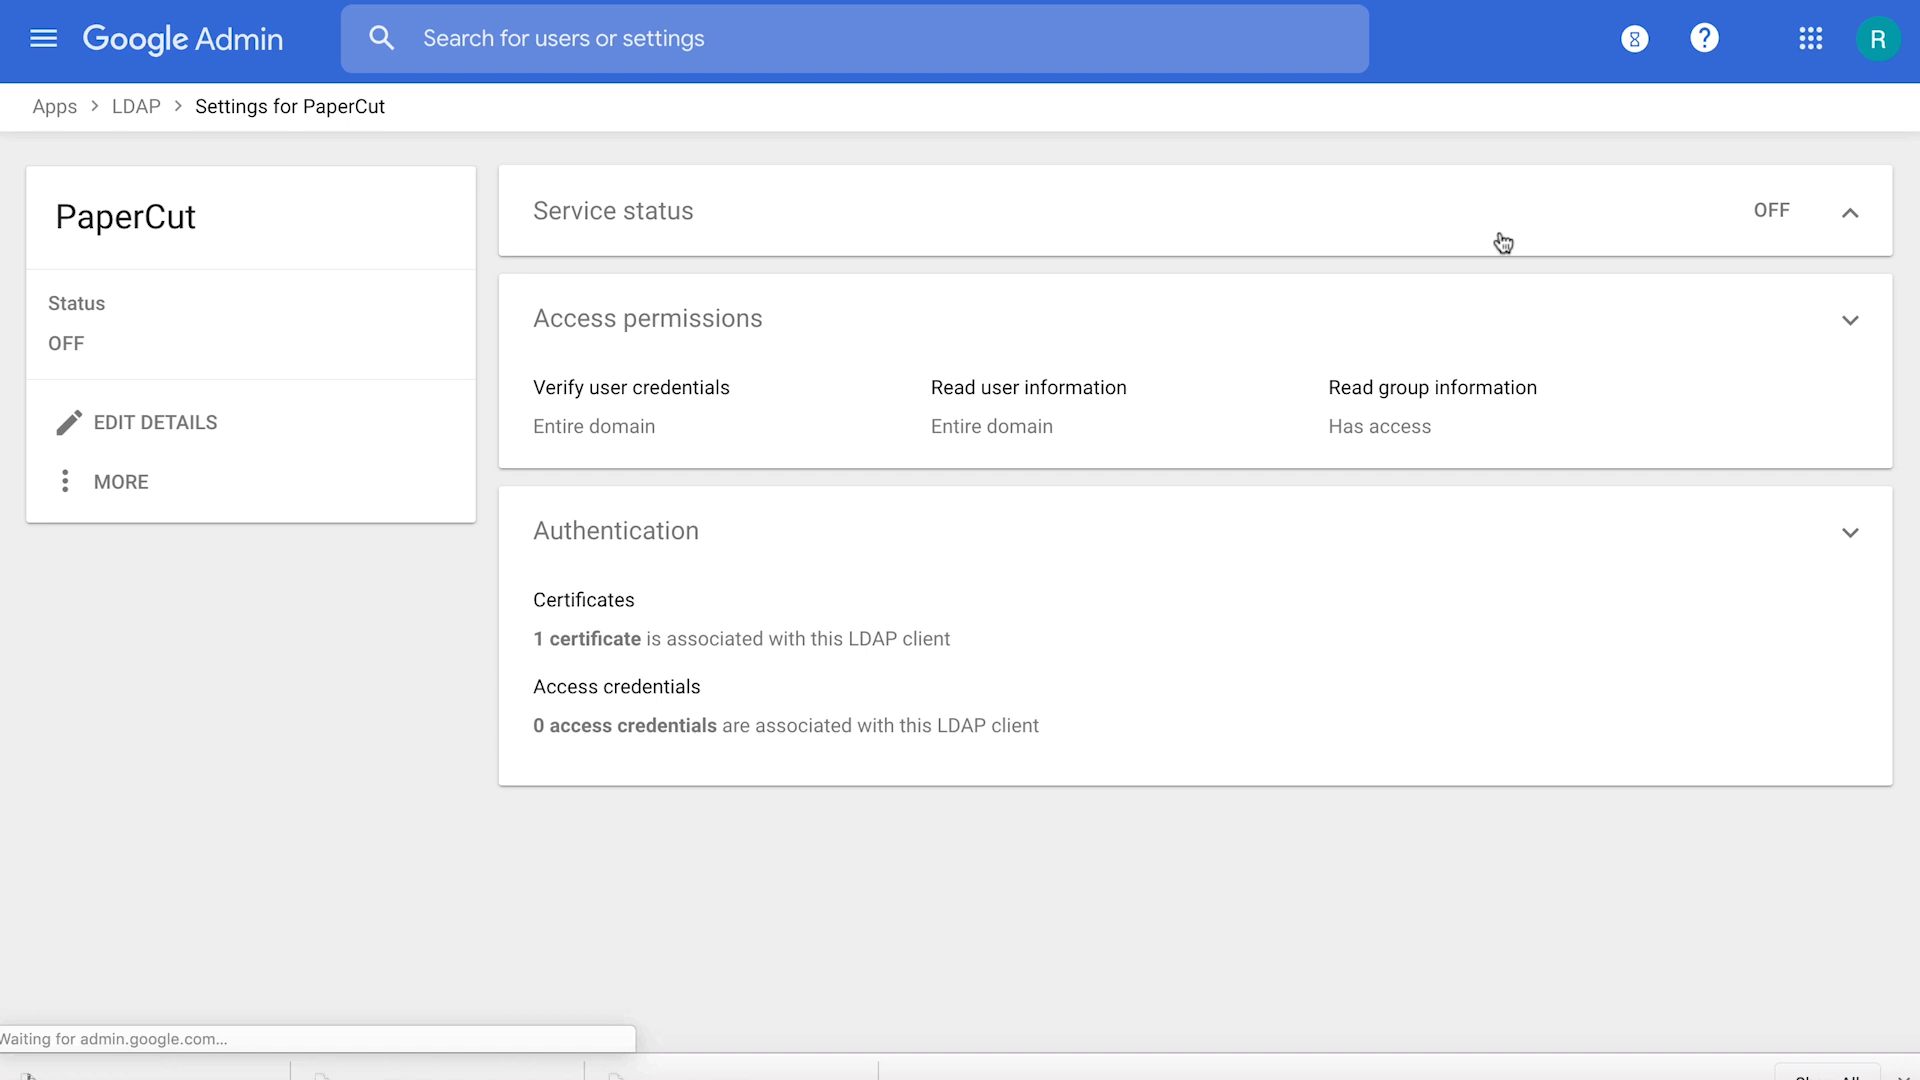 Google Admin
Search for users or settings
R
Apps > LDAP > Settings for PaperCut
PaperCut
Status
OFF
EDIT DETAILS
MORE
Service status
OFF
Access permissions
Verify user credentials
Entire domain
Read user information
Entire domain
Read group information
Has access
Authentication
Certificates
1 certificate is associated with this LDAP client
Access credentials
0 access credentials are associated with this LDAP client
Waiting for admin.google.com...
Show All